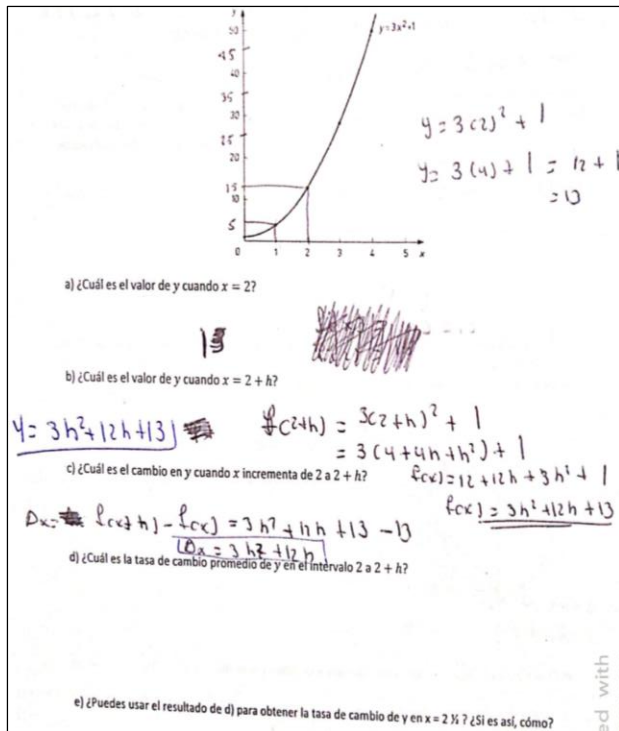 y
50
y=3x²+1
45
40
35
30
25
20
15
10
5
0 1 2 3 4 5 x
y = 3(2)² + 1
y = 3(4) + 1 = 12 + 1
= 13
a) ¿Cuál es el valor de y cuando x = 2?
13
b) ¿Cuál es el valor de y cuando x = 2 + h?
y = 3h²+12h+13
f(2+h) = 3(2+h)² + 1
= 3(4+4h+h²)+1
f(x)=12+12h+3h²+1
f(x)=3h²+12h+13
c) ¿Cuál es el cambio en y cuando x incrementa de 2 a 2 + h?
Δx= f(x+h) - f(x) = 3h² + 12h + 13 - 13
Δx = 3h² + 12h
d) ¿Cuál es la tasa de cambio promedio de y en el intervalo 2 a 2 + h?
e) ¿Puedes usar el resultado de d) para obtener la tasa de cambio de y en x = 2 ½ ? ¿Si es así, cómo?
ed with